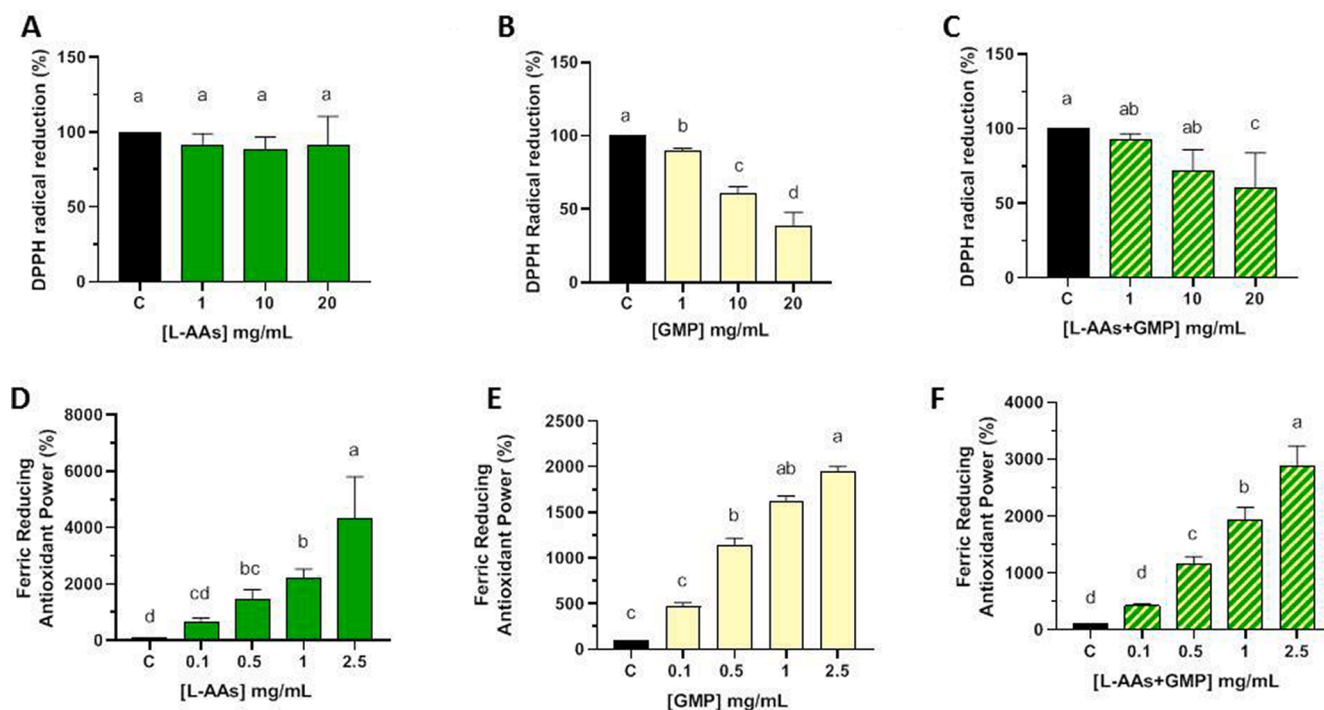 A
DPPH radical reduction (%)
150
100
50
0
a
a
a
a
C
1
10
20
[L-AAs] mg/mL
B
DPPH Radical reduction (%)
150
100
50
0
a
b
c
d
C
1
10
20
[GMP] mg/mL
C
DPPH radical reduction (%)
150
100
50
0
a
ab
ab
c
C
1
10
20
[L-AAs+GMP] mg/mL
D
Ferric Reducing
Antioxidant Power (%)
8000
6000
4000
2000
0
d
cd
bc
b
a
C
0.1
0.5
1
2.5
[L-AAs] mg/mL
E
Ferric Reducing
Antioxidant Power (%)
2500
2000
1500
1000
500
0
c
c
b
ab
a
C
0.1
0.5
1
2.5
[GMP] mg/mL
F
Ferric Reducing
Antioxidant Power (%)
4000
3000
2000
1000
0
d
d
c
b
a
C
0.1
0.5
1
2.5
[L-AAs+GMP] mg/mL